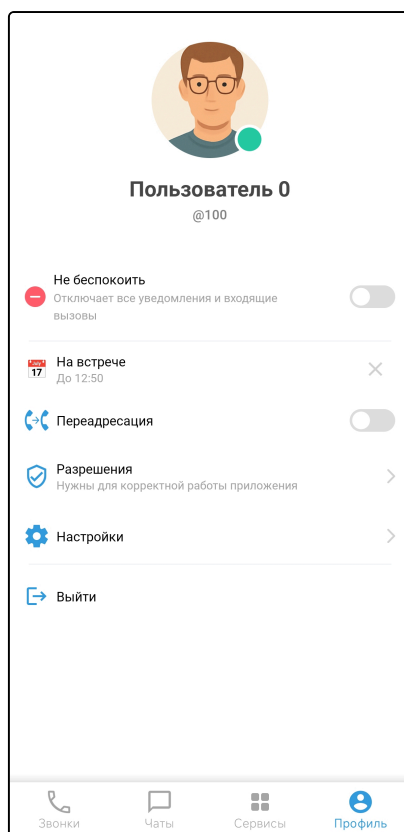 Пользователь 0
@100
Не беспокоить
Отключает все уведомления и входящие
вызовы
JULY
17
На встрече
До 12:50
Переадресация
Разрешения
Нужны для корректной работы приложения
Настройки
Выйти
Звонки
Чаты
Сервисы
Профиль